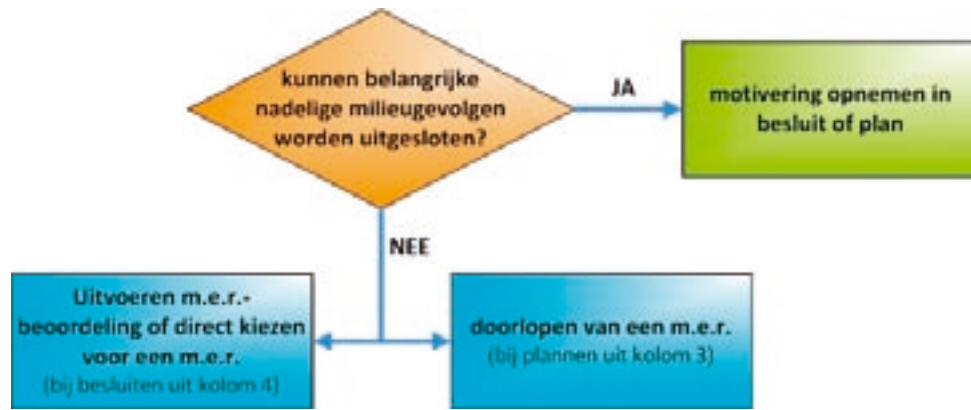 kunnen belangrijke
nadelige milieugevolgen
worden uitgesloten?
JA
motivering opnemen in
besluit of plan
NEE
Uitvoeren m.e.r.-
beoordeling of direct kiezen
voor een m.e.r.
(bij besluiten uit kolom 4)
doorlopen van een m.e.r.
(bij plannen uit kolom 3)